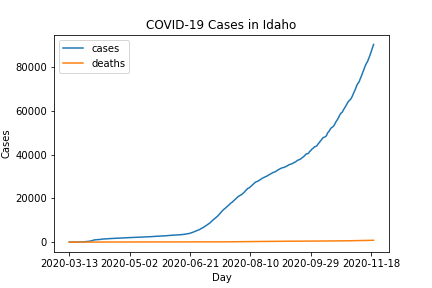 COVID-19 Cases in Idaho
cases
deaths
80000
60000
40000
20000
0
Cases
2020-03-13 2020-05-02 2020-06-21 2020-08-10 2020-09-29 2020-11-18
Day